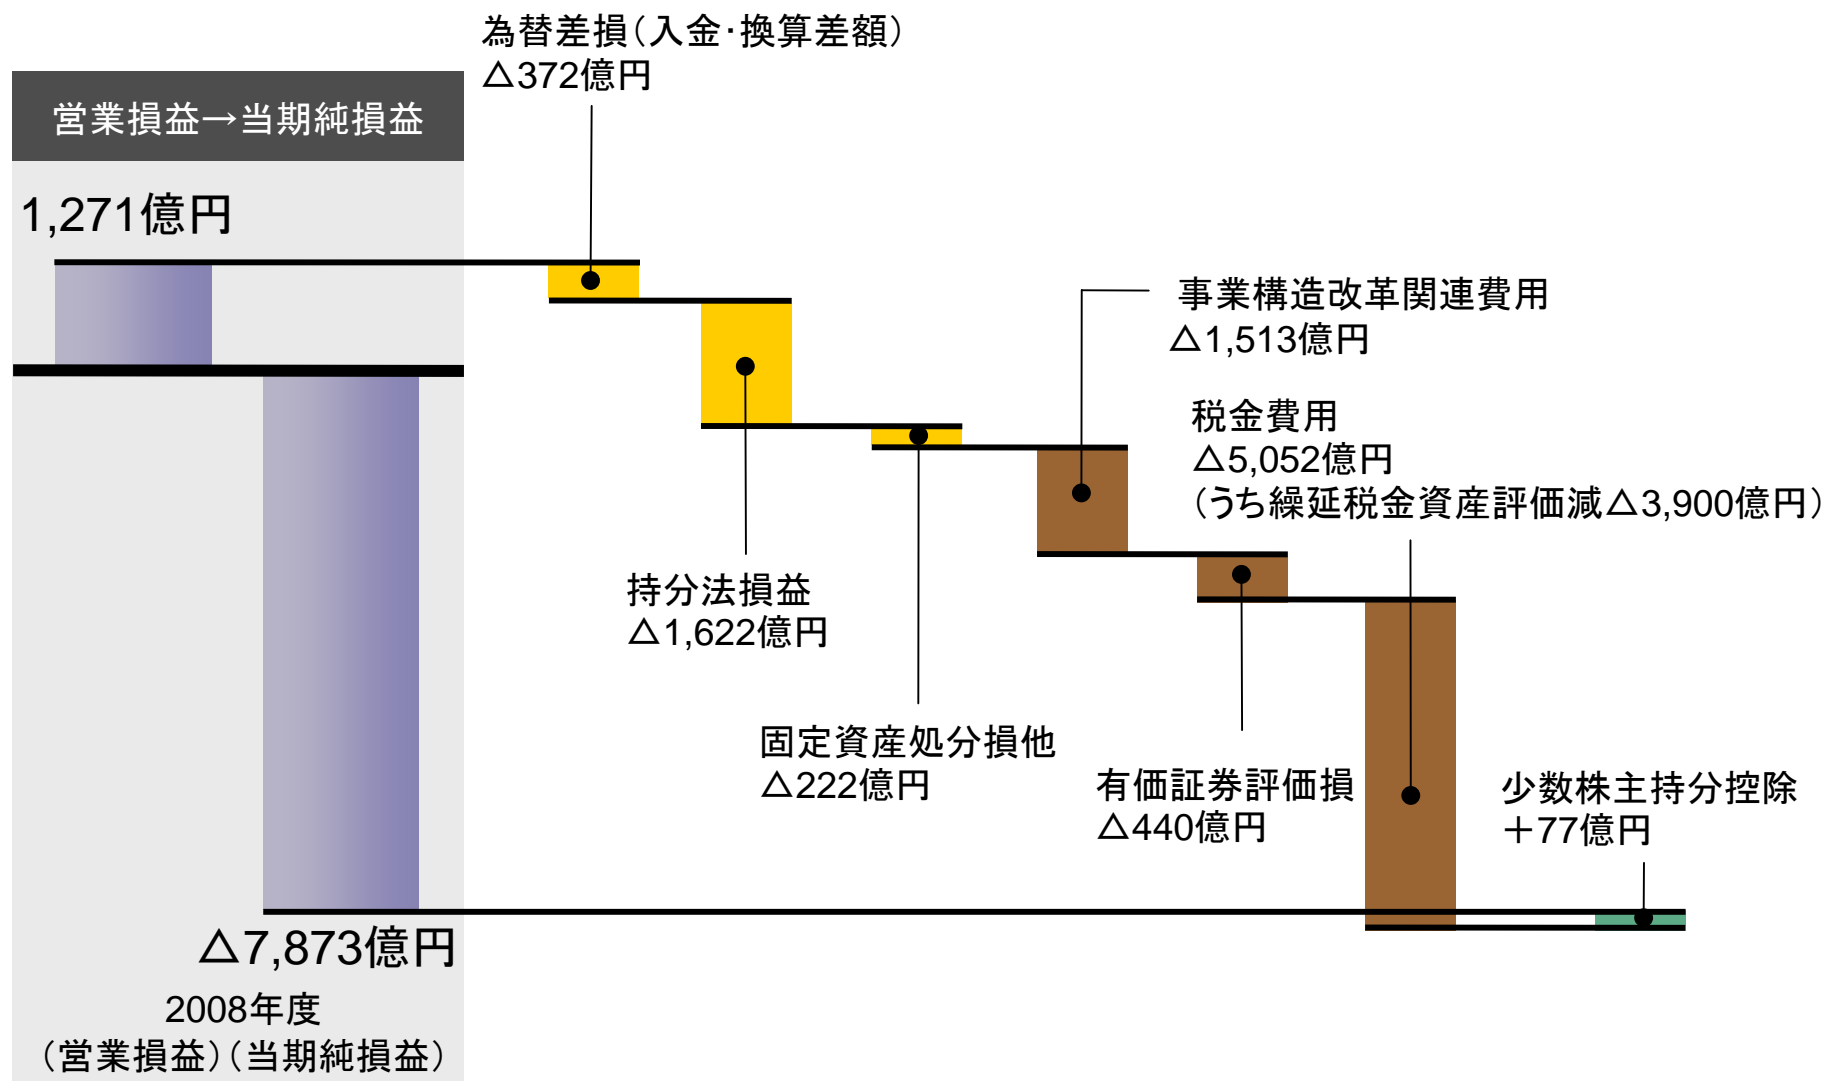 為替差損（入金・換算差額）
△372億円
営業損益→当期純損益
1,271億円
事業構造改革関連費用
△1,513億円
税金費用
△5,052億円
（うち繰延税金資産評価減△3,900億円）
持分法損益
△1,622億円
固定資産処分損他
△222億円
有価証券評価損
△440億円
少数株主持分控除
＋77億円
△7,873億円
2008年度
（営業損益）（当期純損益）